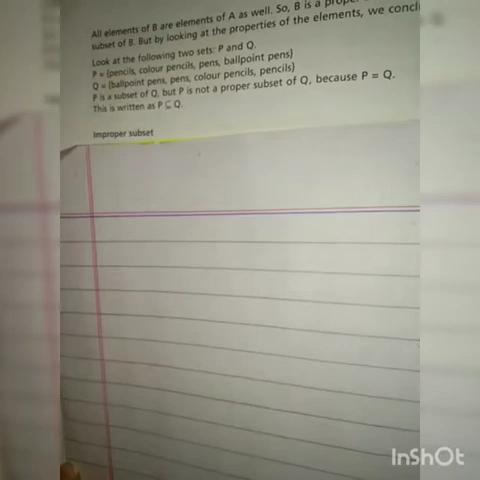 All elements of B are elements of A as well. So, B is a
subset of B. But by looking at the properties of the elements, we
Look at the following two sets: P and Q.
P = {pencils, colour pencils, pens, ballpoint pens}
Q = {ballpoint pens, pens, colour pencils, pencils}
P is a subset of Q, but P is not a proper subset of Q, because P = Q.
This is written as P ⊆ Q.
Improper subset
InShOt